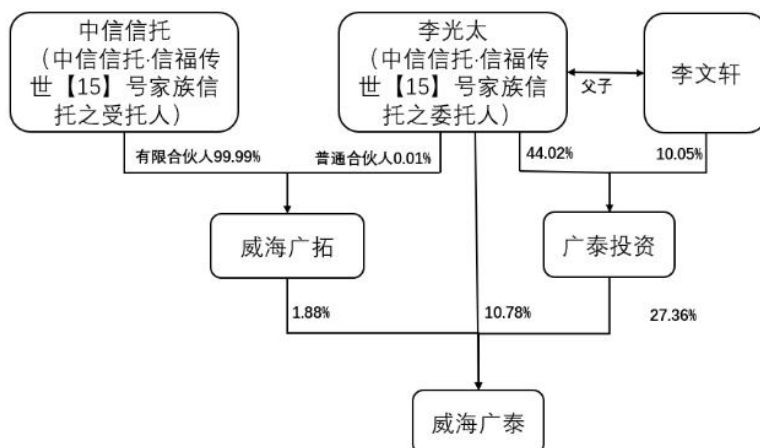 中信信托
（中信信托·信福传
世【15】号家族信
托之受托人）
李光太
（中信信托·信福传
世【15】号家族信托
之委托人）
父子
李文轩
有限合伙人99.99%
普通合伙人0.01%
44.02%
10.05%
威海广拓
广泰投资
1.88%
10.78%
27.36%
威海广泰